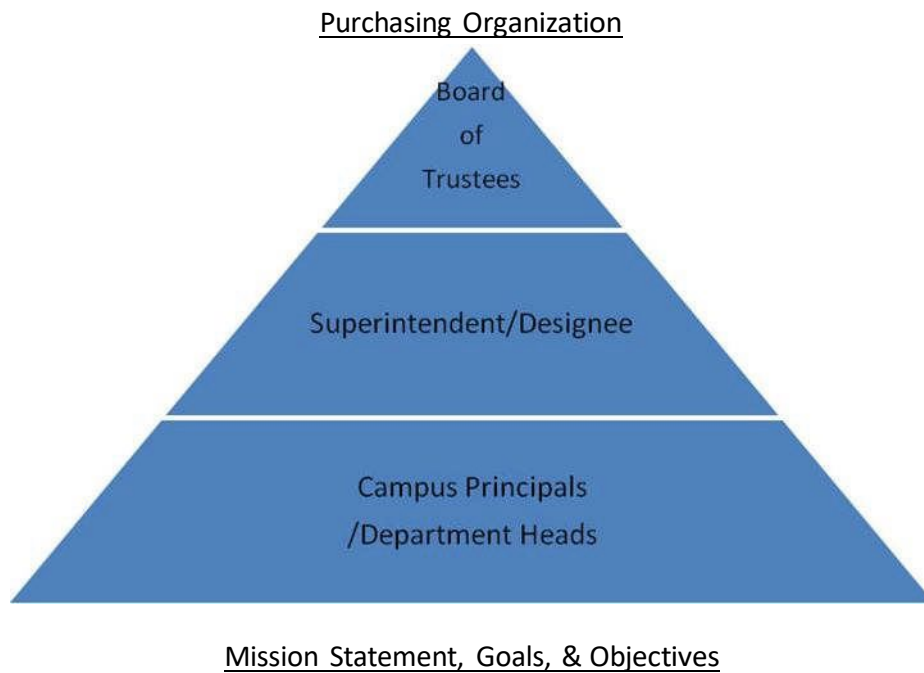 Purchasing Organization
Board
of
Trustees
Superintendent/Designee
Campus Principals
/Department Heads
Mission Statement, Goals, & Objectives